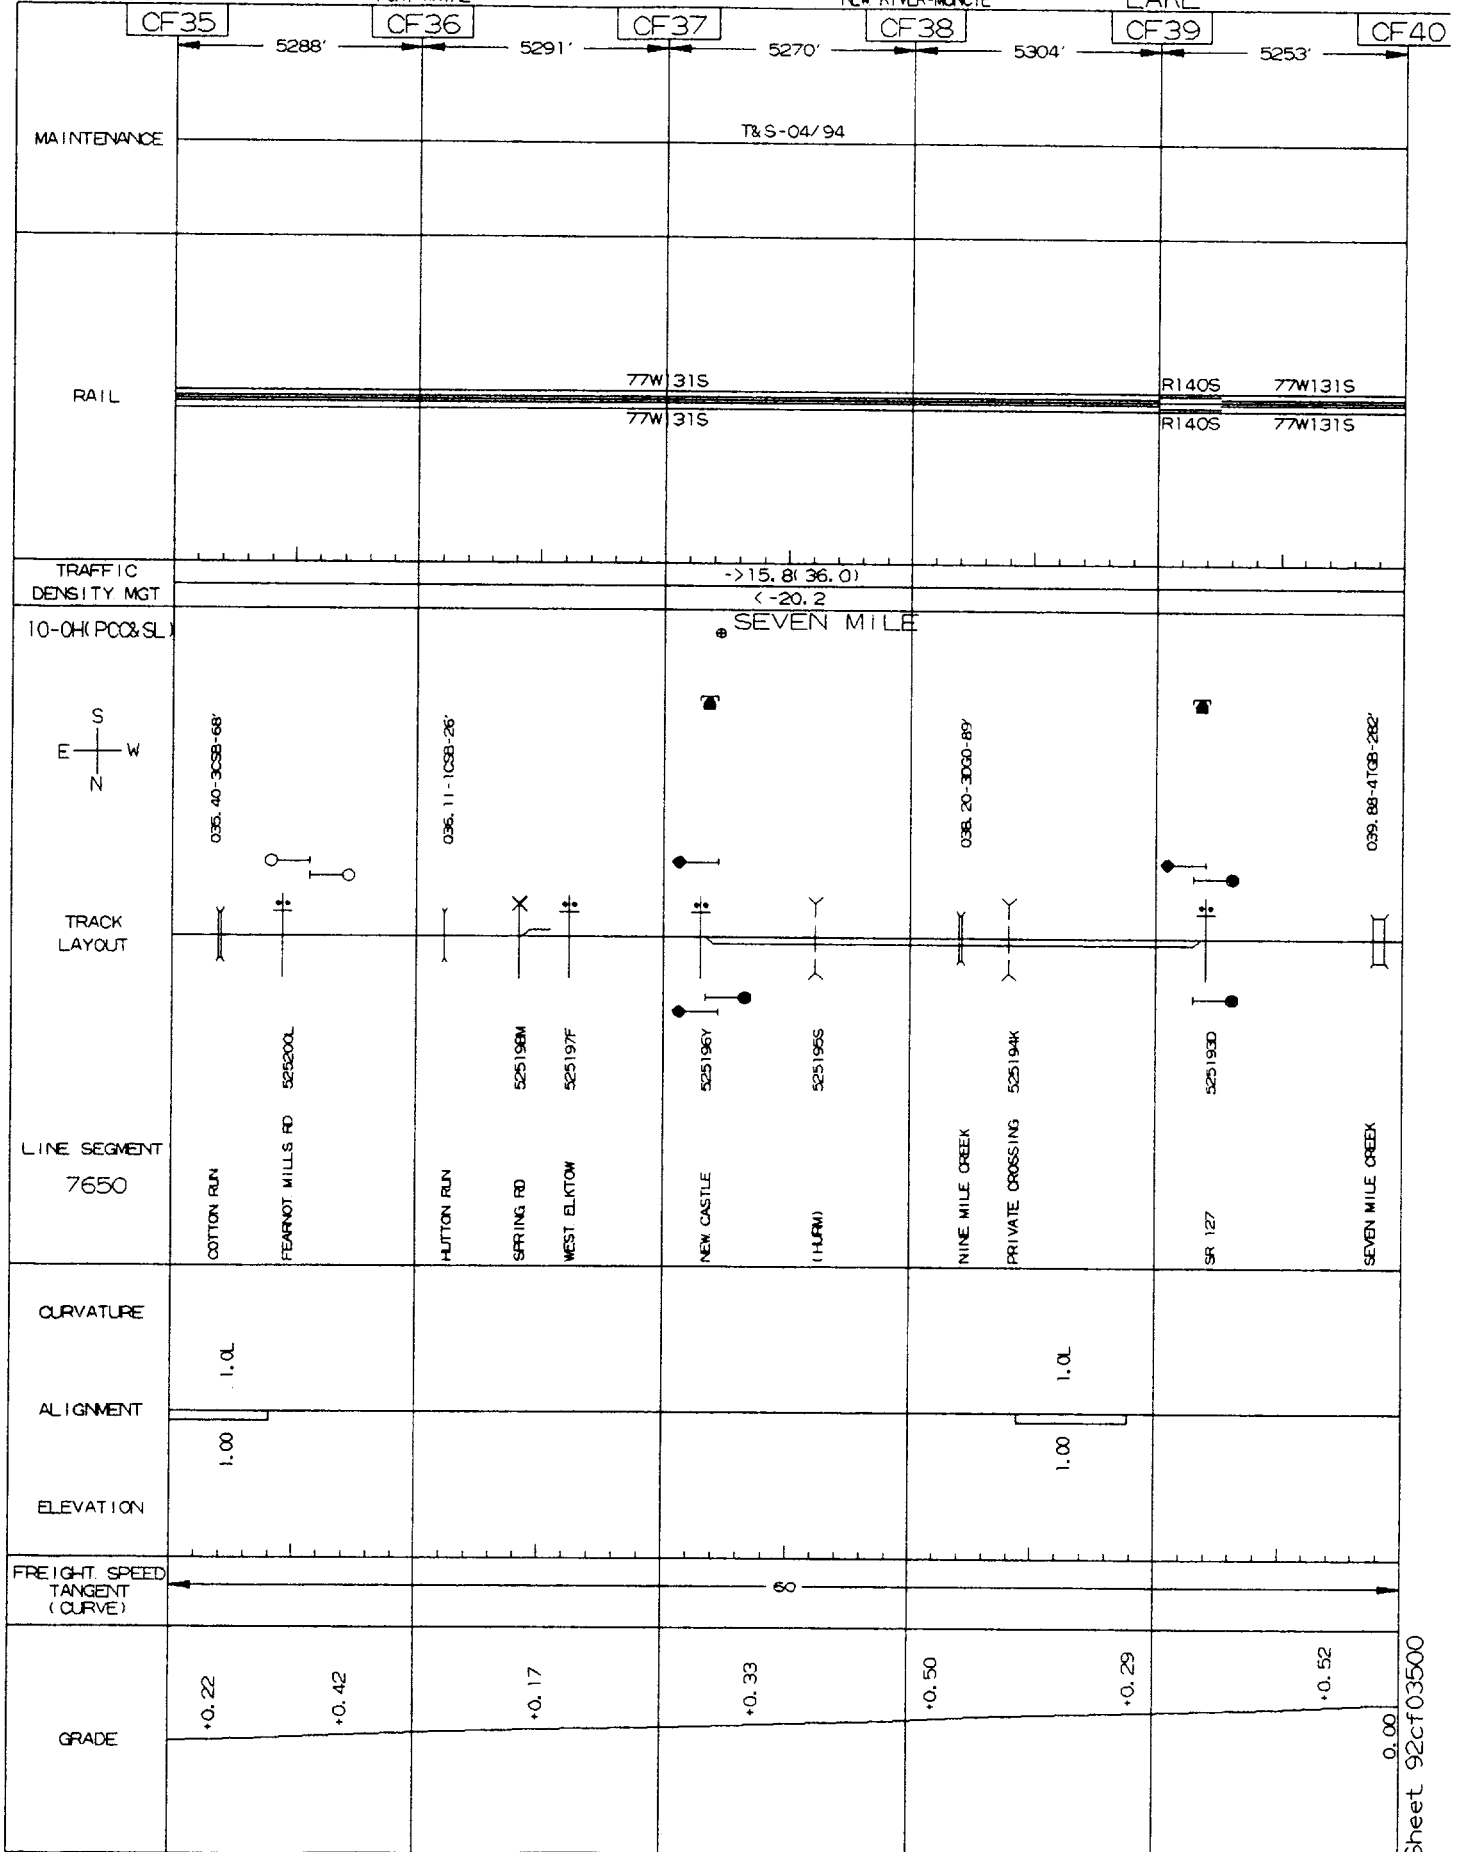 NEW RIVER-MUNCIE
LAKE
CF35 CF36 CF37 CF38 CF39 CF40
5288' 5291' 5270' 5304' 5253'
MAINTENANCE
T&S-04/94
RAIL
77W131S R140S 77W131S
77W131S R140S 77W131S
TRAFFIC
DENSITY MGT
->15.8(36.0)
<-20.2
10-OH(PCC&SL)
SEVEN MILE
S
E W
N
035.40-3CSB-68'
036.11-1CSB-26'
038.20-3DGO-89'
039.88-4TGB-282'
TRACK
LAYOUT
LINE SEGMENT
7650
COTTON RUN
FEARNOT MILLS RD 525200L
HUTTON RUN
SPRING RD 525198M
WEST ELKTOW 525197F
NEW CASTLE 525196Y
(HURM) 525195S
NINE MILE CREEK
PRIVATE CROSSING 525194K
SR 127 525193D
SEVEN MILE CREEK
CURVATURE
1.0L 1.0L
ALIGNMENT
1.00 1.00
ELEVATION
FREIGHT SPEED
TANGENT
(CURVE)
60
GRADE
+0.22 +0.42 +0.17 +0.33 +0.50 +0.29 +0.52 0.00
Sheet 92cf03500